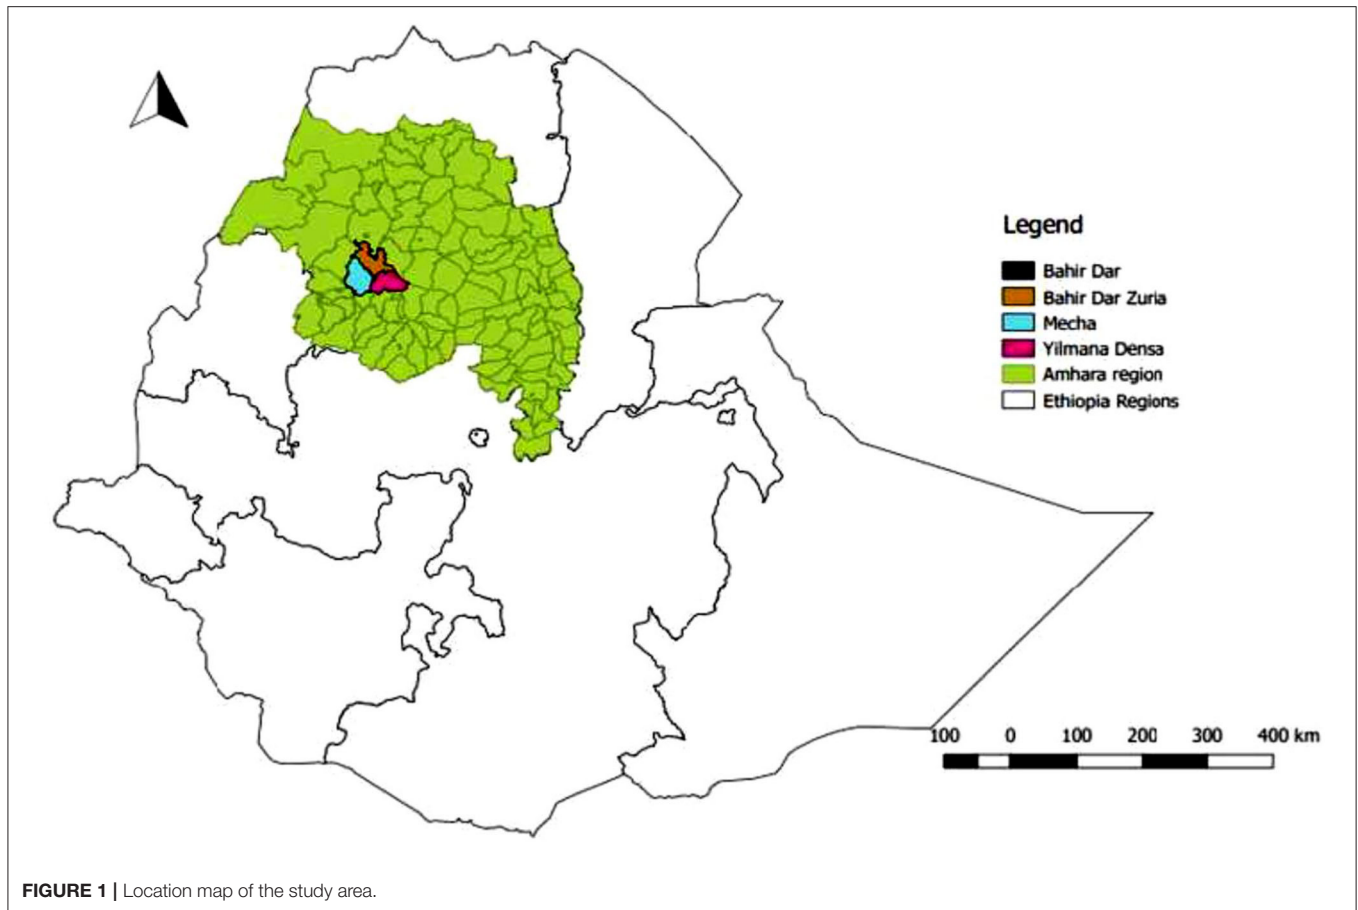 Legend
Bahir Dar
Bahir Dar Zuria
Mecha
Yilmana Densa
Amhara region
Ethiopia Regions
100 0 100 200 300 400 km
FIGURE 1 | Location map of the study area.